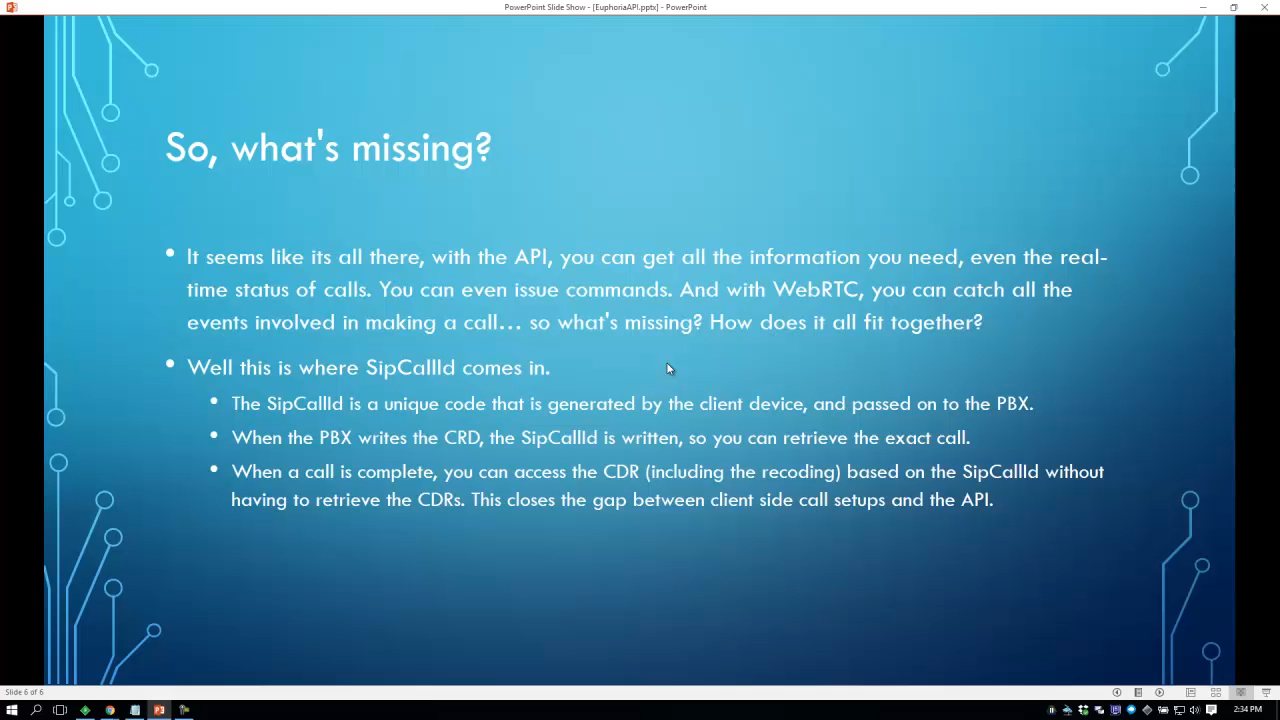 PowerPoint Slide Show - [EuphoriaAPI.pptx] - PowerPoint
So, what's missing?
• It seems like its all there, with the API, you can get all the information you need, even the real-
time status of calls. You can even issue commands. And with WebRTC, you can catch all the
events involved in making a call… so what's missing? How does it all fit together?
• Well this is where SipCallId comes in.
• The SipCallId is a unique code that is generated by the client device, and passed on to the PBX.
• When the PBX writes the CRD, the SipCallId is written, so you can retrieve the exact call.
• When a call is complete, you can access the CDR (including the recoding) based on the SipCallId without
having to retrieve the CDRs. This closes the gap between client side call setups and the API.
Slide 6 of 6
2:34 PM